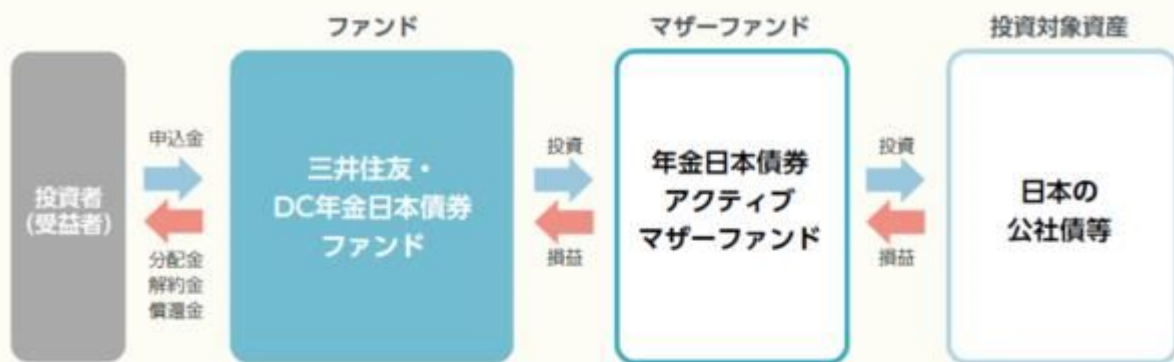 ファンド
マザーファンド
投資対象資産
投資者
(受益者)
申込金
分配金
解約金
償還金
三井住友・
DC年金日本債券
ファンド
投資
損益
年金日本債券
アクティブ
マザーファンド
投資
損益
日本の
公社債等